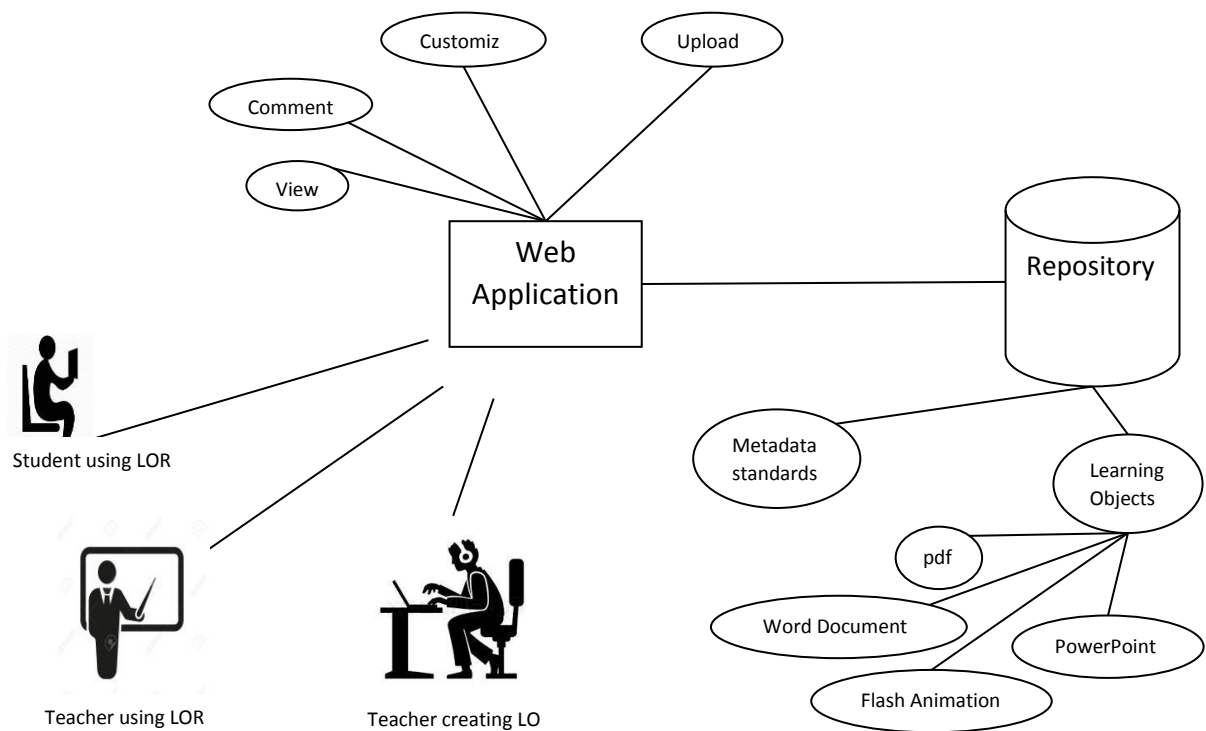 Customiz
Upload
Comment
View
Web
Application
Repository
Student using LOR
Metadata
standards
Learning
Objects
pdf
Word Document
PowerPoint
Flash Animation
Teacher using LOR
Teacher creating LO